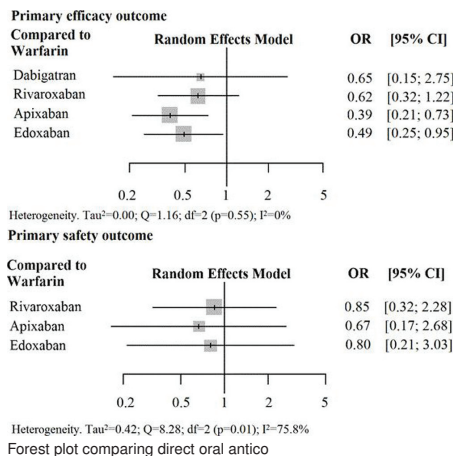 Primary efficacy outcome
Compared to Warfarin Random Effects Model OR [95% CI]
Dabigatran 0.65 [0.15; 2.75]
Rivaroxaban 0.62 [0.32; 1.22]
Apixaban 0.39 [0.21; 0.73]
Edoxaban 0.49 [0.25; 0.95]
0.2 0.5 1 2 5
Heterogeneity. Tau²=0.00; Q=1.16; df=2 (p=0.55); I²=0%
Primary safety outcome
Compared to Warfarin Random Effects Model OR [95% CI]
Rivaroxaban 0.85 [0.32; 2.28]
Apixaban 0.67 [0.17; 2.68]
Edoxaban 0.80 [0.21; 3.03]
0.2 0.5 1 2 5
Heterogeneity. Tau²=0.42; Q=8.28; df=2 (p=0.01); I²=75.8%
Forest plot comparing direct oral antico